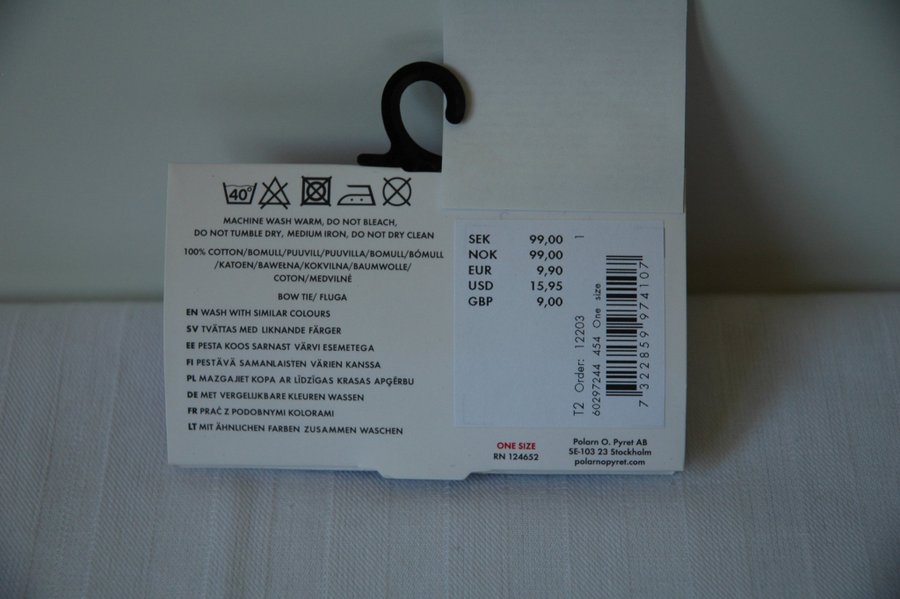 40°
MACHINE WASH WARM, DO NOT BLEACH,
DO NOT TUMBLE DRY, MEDIUM IRON, DO NOT DRY CLEAN
100% COTTON/BOMULL/PUUVILL/PUUVILLA/BOMULL/BÓMULL
/KATOEN/BAWEŁNA/KOKVILNA/BAUMWOLLE/
COTON/MEDVILNÉ
BOW TIE/ FLUGA
EN WASH WITH SIMILAR COLOURS
SV TVÄTTAS MED LIKNANDE FÄRGER
EE PESTA KOOS SARNAST VÄRVI ESEMETEGA
FI PESTÄVÄ SAMANLAISTEN VÄRIEN KANSSA
PL MAZGAJIET KOPA AR LĪDZĪGAS KRASAS APĢĒRBU
DE MET VERGELIJKBARE KLEUREN WASSEN
FR PRAĆ Z PODOBNYMI KOLORAMI
LT MIT ÄHNLICHEN FARBEN ZUSAMMEN WASCHEN
SEK 99,00
NOK 99,00
EUR 9,90
USD 15,95
GBP 9,00
1
T2 Order: 12203
60297244 454 One size
7 322859 974107
ONE SIZE
RN 124652
Polarn O. Pyret AB
SE-103 23 Stockholm
polarnopyret.com